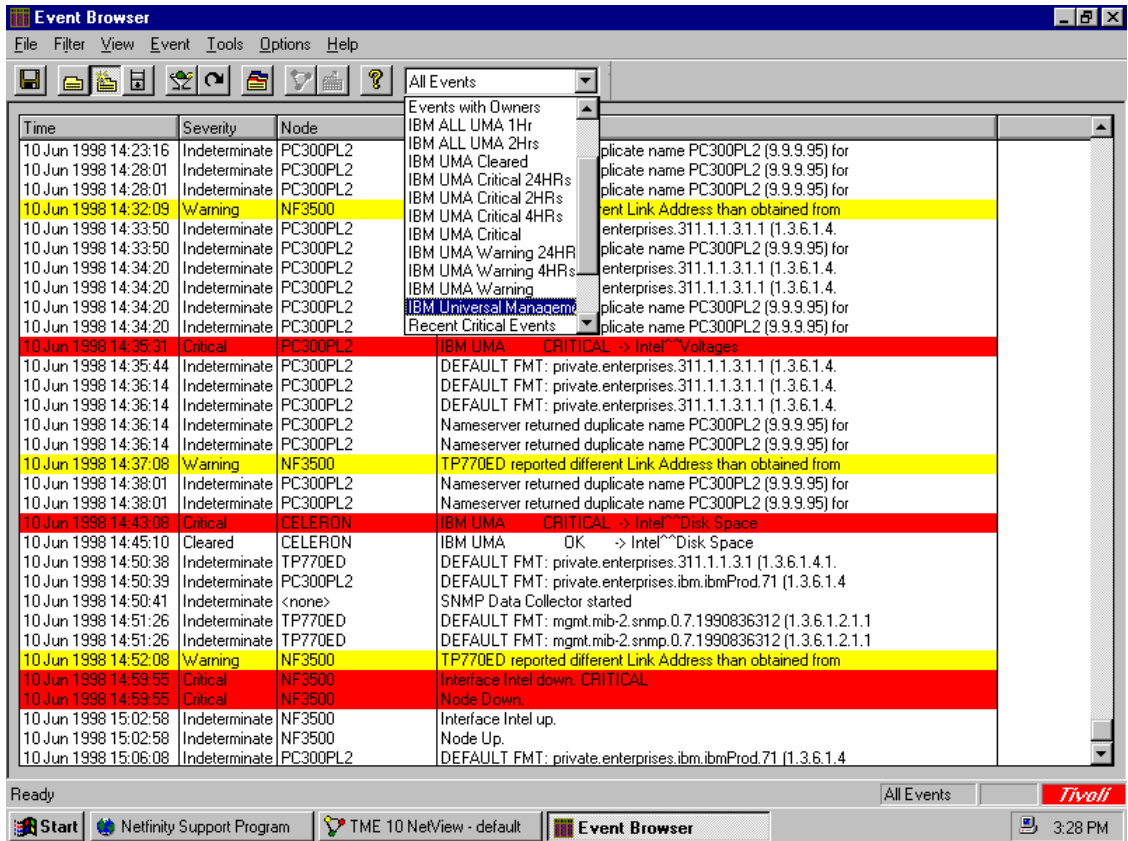 Event Browser
File Filter View Event Tools Options Help
All Events
Events with Owners
IBM ALL UMA 1Hr
IBM ALL UMA 2Hrs
IBM UMA Cleared
IBM UMA Critical 24HRs
IBM UMA Critical 2HRs
IBM UMA Critical 4HRs
IBM UMA Critical
IBM UMA Warning 24HR
IBM UMA Warning 4HRs
IBM UMA Warning
IBM Universal Manageme
Recent Critical Events
Time Severity Node
10 Jun 1998 14:23:16 Indeterminate PC300PL2 plicate name PC300PL2 (9.9.9.95) for
10 Jun 1998 14:28:01 Indeterminate PC300PL2 plicate name PC300PL2 (9.9.9.95) for
10 Jun 1998 14:28:01 Indeterminate PC300PL2 plicate name PC300PL2 (9.9.9.95) for
10 Jun 1998 14:32:09 Warning NF3500 rent Link Address than obtained from
10 Jun 1998 14:33:50 Indeterminate PC300PL2 enterprises.311.1.1.3.1.1 (1.3.6.1.4.
10 Jun 1998 14:33:50 Indeterminate PC300PL2 plicate name PC300PL2 (9.9.9.95) for
10 Jun 1998 14:34:20 Indeterminate PC300PL2 enterprises.311.1.1.3.1.1 (1.3.6.1.4.
10 Jun 1998 14:34:20 Indeterminate PC300PL2 enterprises.311.1.1.3.1.1 (1.3.6.1.4.
10 Jun 1998 14:34:20 Indeterminate PC300PL2 plicate name PC300PL2 (9.9.9.95) for
10 Jun 1998 14:34:20 Indeterminate PC300PL2 plicate name PC300PL2 (9.9.9.95) for
10 Jun 1998 14:35:31 Critical PC300PL2 IBM UMA CRITICAL -> Intel^^Voltages
10 Jun 1998 14:35:44 Indeterminate PC300PL2 DEFAULT FMT: private.enterprises.311.1.1.3.1.1 (1.3.6.1.4.
10 Jun 1998 14:36:14 Indeterminate PC300PL2 DEFAULT FMT: private.enterprises.311.1.1.3.1.1 (1.3.6.1.4.
10 Jun 1998 14:36:14 Indeterminate PC300PL2 DEFAULT FMT: private.enterprises.311.1.1.3.1.1 (1.3.6.1.4.
10 Jun 1998 14:36:14 Indeterminate PC300PL2 Nameserver returned duplicate name PC300PL2 (9.9.9.95) for
10 Jun 1998 14:36:14 Indeterminate PC300PL2 Nameserver returned duplicate name PC300PL2 (9.9.9.95) for
10 Jun 1998 14:37:08 Warning NF3500 TP770ED reported different Link Address than obtained from
10 Jun 1998 14:38:01 Indeterminate PC300PL2 Nameserver returned duplicate name PC300PL2 (9.9.9.95) for
10 Jun 1998 14:38:01 Indeterminate PC300PL2 Nameserver returned duplicate name PC300PL2 (9.9.9.95) for
10 Jun 1998 14:43:08 Critical CELERON IBM UMA CRITICAL -> Intel^^Disk Space
10 Jun 1998 14:45:10 Cleared CELERON IBM UMA OK -> Intel^^Disk Space
10 Jun 1998 14:50:38 Indeterminate TP770ED DEFAULT FMT: private.enterprises.311.1.1.3.1 (1.3.6.1.4.1.
10 Jun 1998 14:50:39 Indeterminate PC300PL2 DEFAULT FMT: private.enterprises.ibm.ibmProd.71 (1.3.6.1.4
10 Jun 1998 14:50:41 Indeterminate <none> SNMP Data Collector started
10 Jun 1998 14:51:26 Indeterminate TP770ED DEFAULT FMT: mgmt.mib-2.snmp.0.7.1990836312 (1.3.6.1.2.1.1
10 Jun 1998 14:51:26 Indeterminate TP770ED DEFAULT FMT: mgmt.mib-2.snmp.0.7.1990836312 (1.3.6.1.2.1.1
10 Jun 1998 14:52:08 Warning NF3500 TP770ED reported different Link Address than obtained from
10 Jun 1998 14:59:55 Critical NF3500 Interface Intel down. CRITICAL
10 Jun 1998 14:59:55 Critical NF3500 Node Down.
10 Jun 1998 15:02:58 Indeterminate NF3500 Interface Intel up.
10 Jun 1998 15:02:58 Indeterminate NF3500 Node Up.
10 Jun 1998 15:06:08 Indeterminate PC300PL2 DEFAULT FMT: private.enterprises.ibm.ibmProd.71 (1.3.6.1.4
Ready All Events Tivoli
Start Netfinity Support Program TME 10 NetView - default Event Browser 3:28 PM